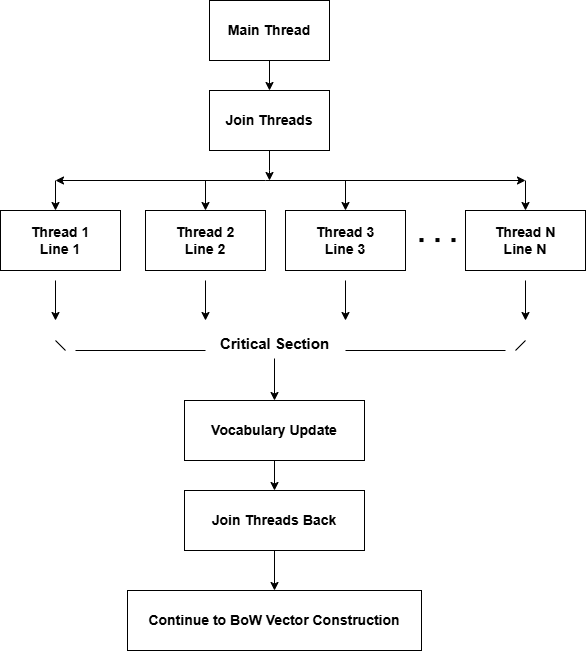 Main Thread
Join Threads
Thread 1
Line 1
Thread 2
Line 2
Thread 3
Line 3
. . .
Thread N
Line N
Critical Section
Vocabulary Update
Join Threads Back
Continue to BoW Vector Construction